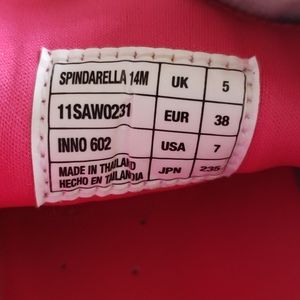 SPINDARELLA 14M UK 5
11SAW0231 EUR 38
INNO 602 USA 7
MADE IN THAILAND JPN 235
HECHO EN TAILANDIA